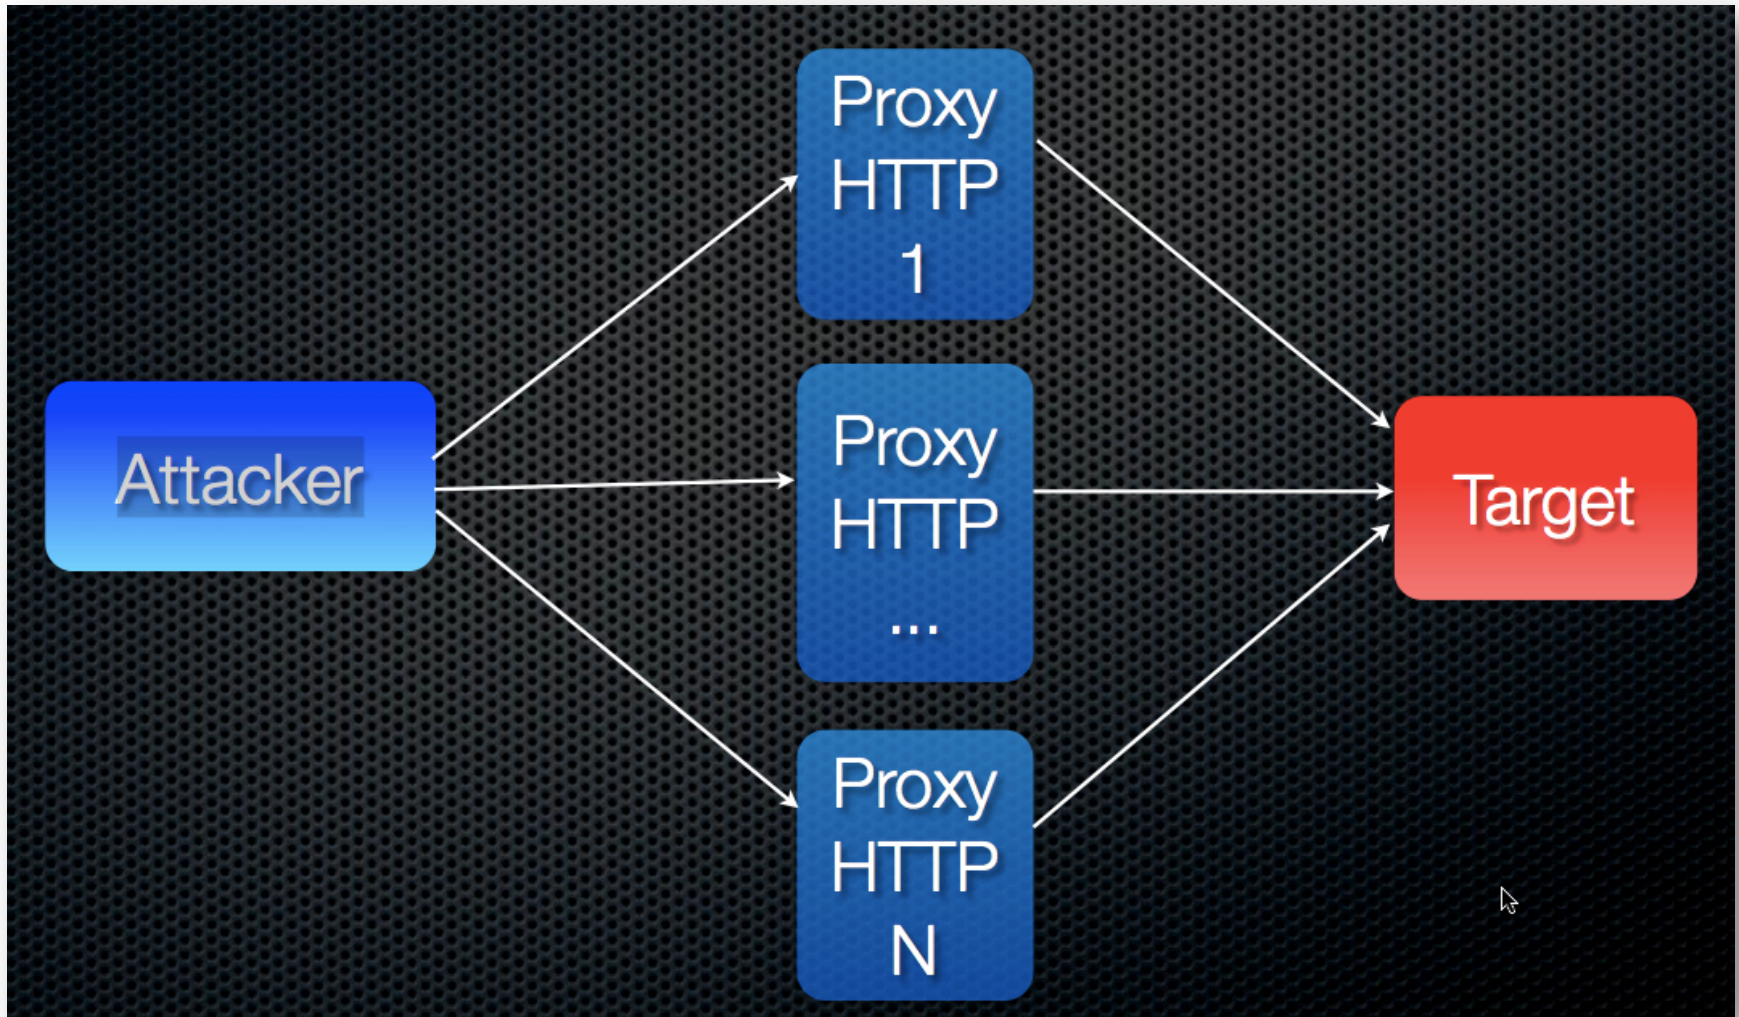 Attacker
Proxy
HTTP
1
Proxy
HTTP
...
Proxy
HTTP
N
Target